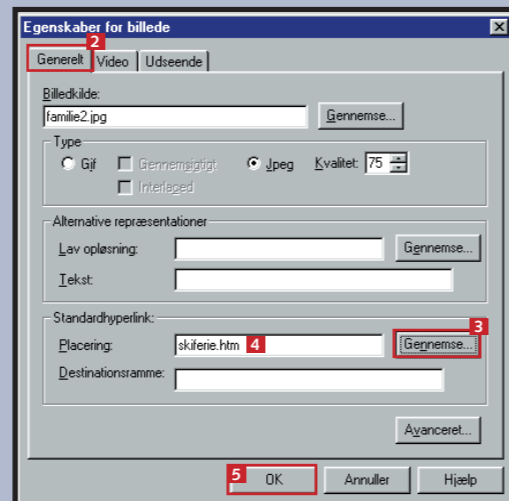 Egenskaber for billede
2
Generelt Video Udseende
Billedkilde:
familie2.jpg Gennemse...
Type
Gif Gennemsigtigt Jpeg Kvalitet: 75
Interlaced
Alternative repræsentationer
Lav opløsning: Gennemse...
Tekst:
Standardhyperlink:
3
Placering: skiferie.htm 4 Gennemse...
Destinationsramme:
Avanceret...
5 OK Annuller Hjælp